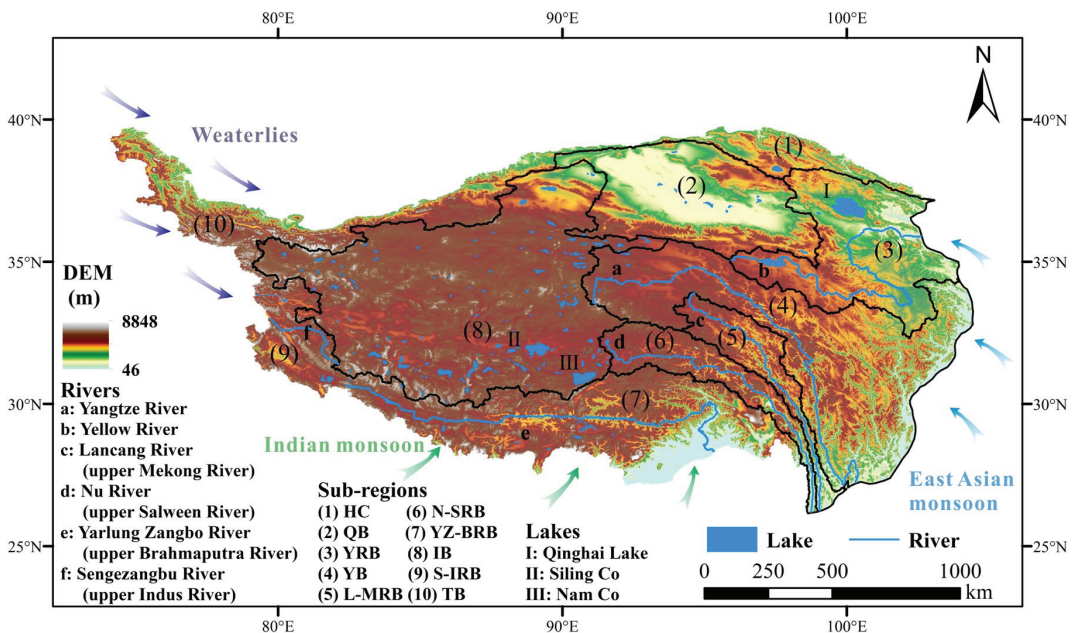 80°E 90°E 100°E
N
40°N 40°N
Weaterlies
(1)
(2)
I
(10)
(3)
35°N 35°N
DEM
(m)
8848
46
a
b
(4)
c
(5)
f
(8)
II
d
(6)
(9)
III
30°N 30°N
(7)
e
Rivers
a: Yangtze River
b: Yellow River
c: Lancang River
(upper Mekong River)
d: Nu River
(upper Salween River)
e: Yarlung Zangbo River
(upper Brahmaputra River)
f: Sengezangbu River
(upper Indus River)
Indian monsoon
East Asian
monsoon
Sub-regions
(1) HC (6) N-SRB
(2) QB (7) YZ-BRB
(3) YRB (8) IB
(4) YB (9) S-IRB
(5) L-MRB (10) TB
Lakes
I: Qinghai Lake
II: Siling Co
III: Nam Co
Lake River
0 250 500 1000
km
25°N 25°N
80°E 90°E 100°E